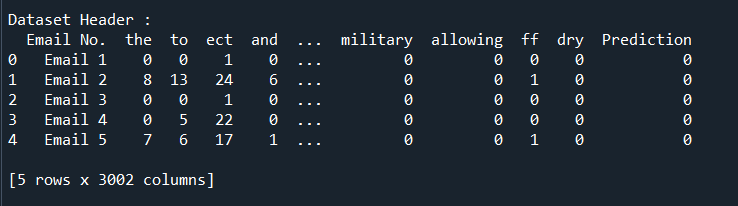 Dataset Header :
Email No. the to ect and ... military allowing ff dry Prediction
0 Email 1 0 0 1 0 ... 0 0 0 0 0
1 Email 2 8 13 24 6 ... 0 0 1 0 0
2 Email 3 0 0 1 0 ... 0 0 0 0 0
3 Email 4 0 5 22 0 ... 0 0 0 0 0
4 Email 5 7 6 17 1 ... 0 0 1 0 0
[5 rows x 3002 columns]